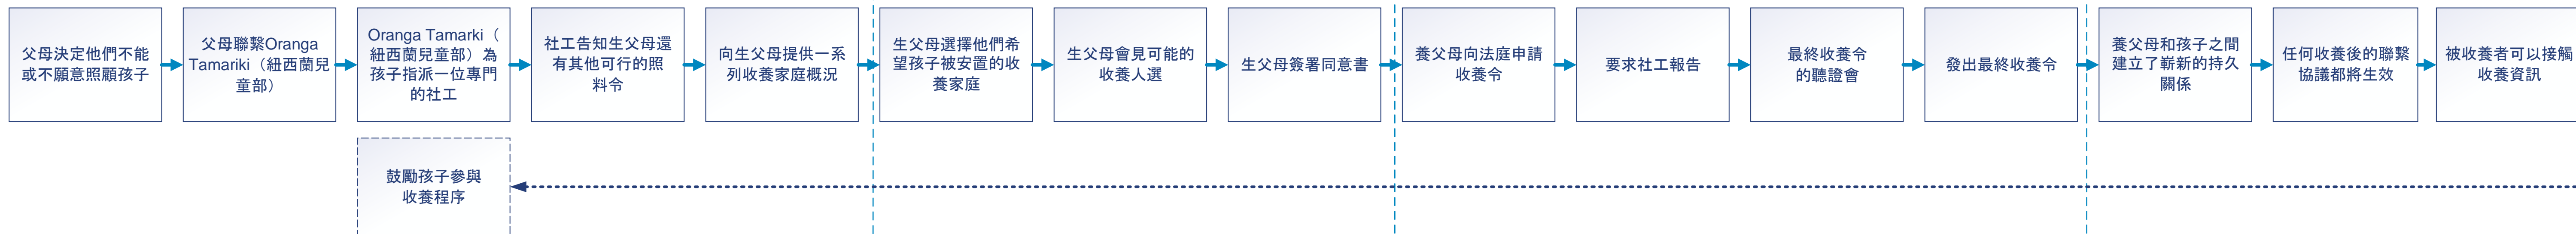 父母決定他們不能
或不願意照顧孩子
父母聯繫Oranga
Tamariki（紐西蘭兒
童部）
Oranga Tamarki（
紐西蘭兒童部）為
孩子指派一位專門
的社工
社工告知生父母還
有其他可行的照
料令
向生父母提供一系
列收養家庭概況
生父母選擇他們希
望孩子被安置的收
養家庭
生父母會見可能的
收養人選
生父母簽署同意書
養父母向法庭申請
收養令
要求社工報告
最終收養令
的聽證會
發出最終收養令
養父母和孩子之間
建立了嶄新的持久
關係
任何收養後的聯繫
協議都將生效
被收養者可以接觸
收養資訊
鼓勵孩子參與
收養程序